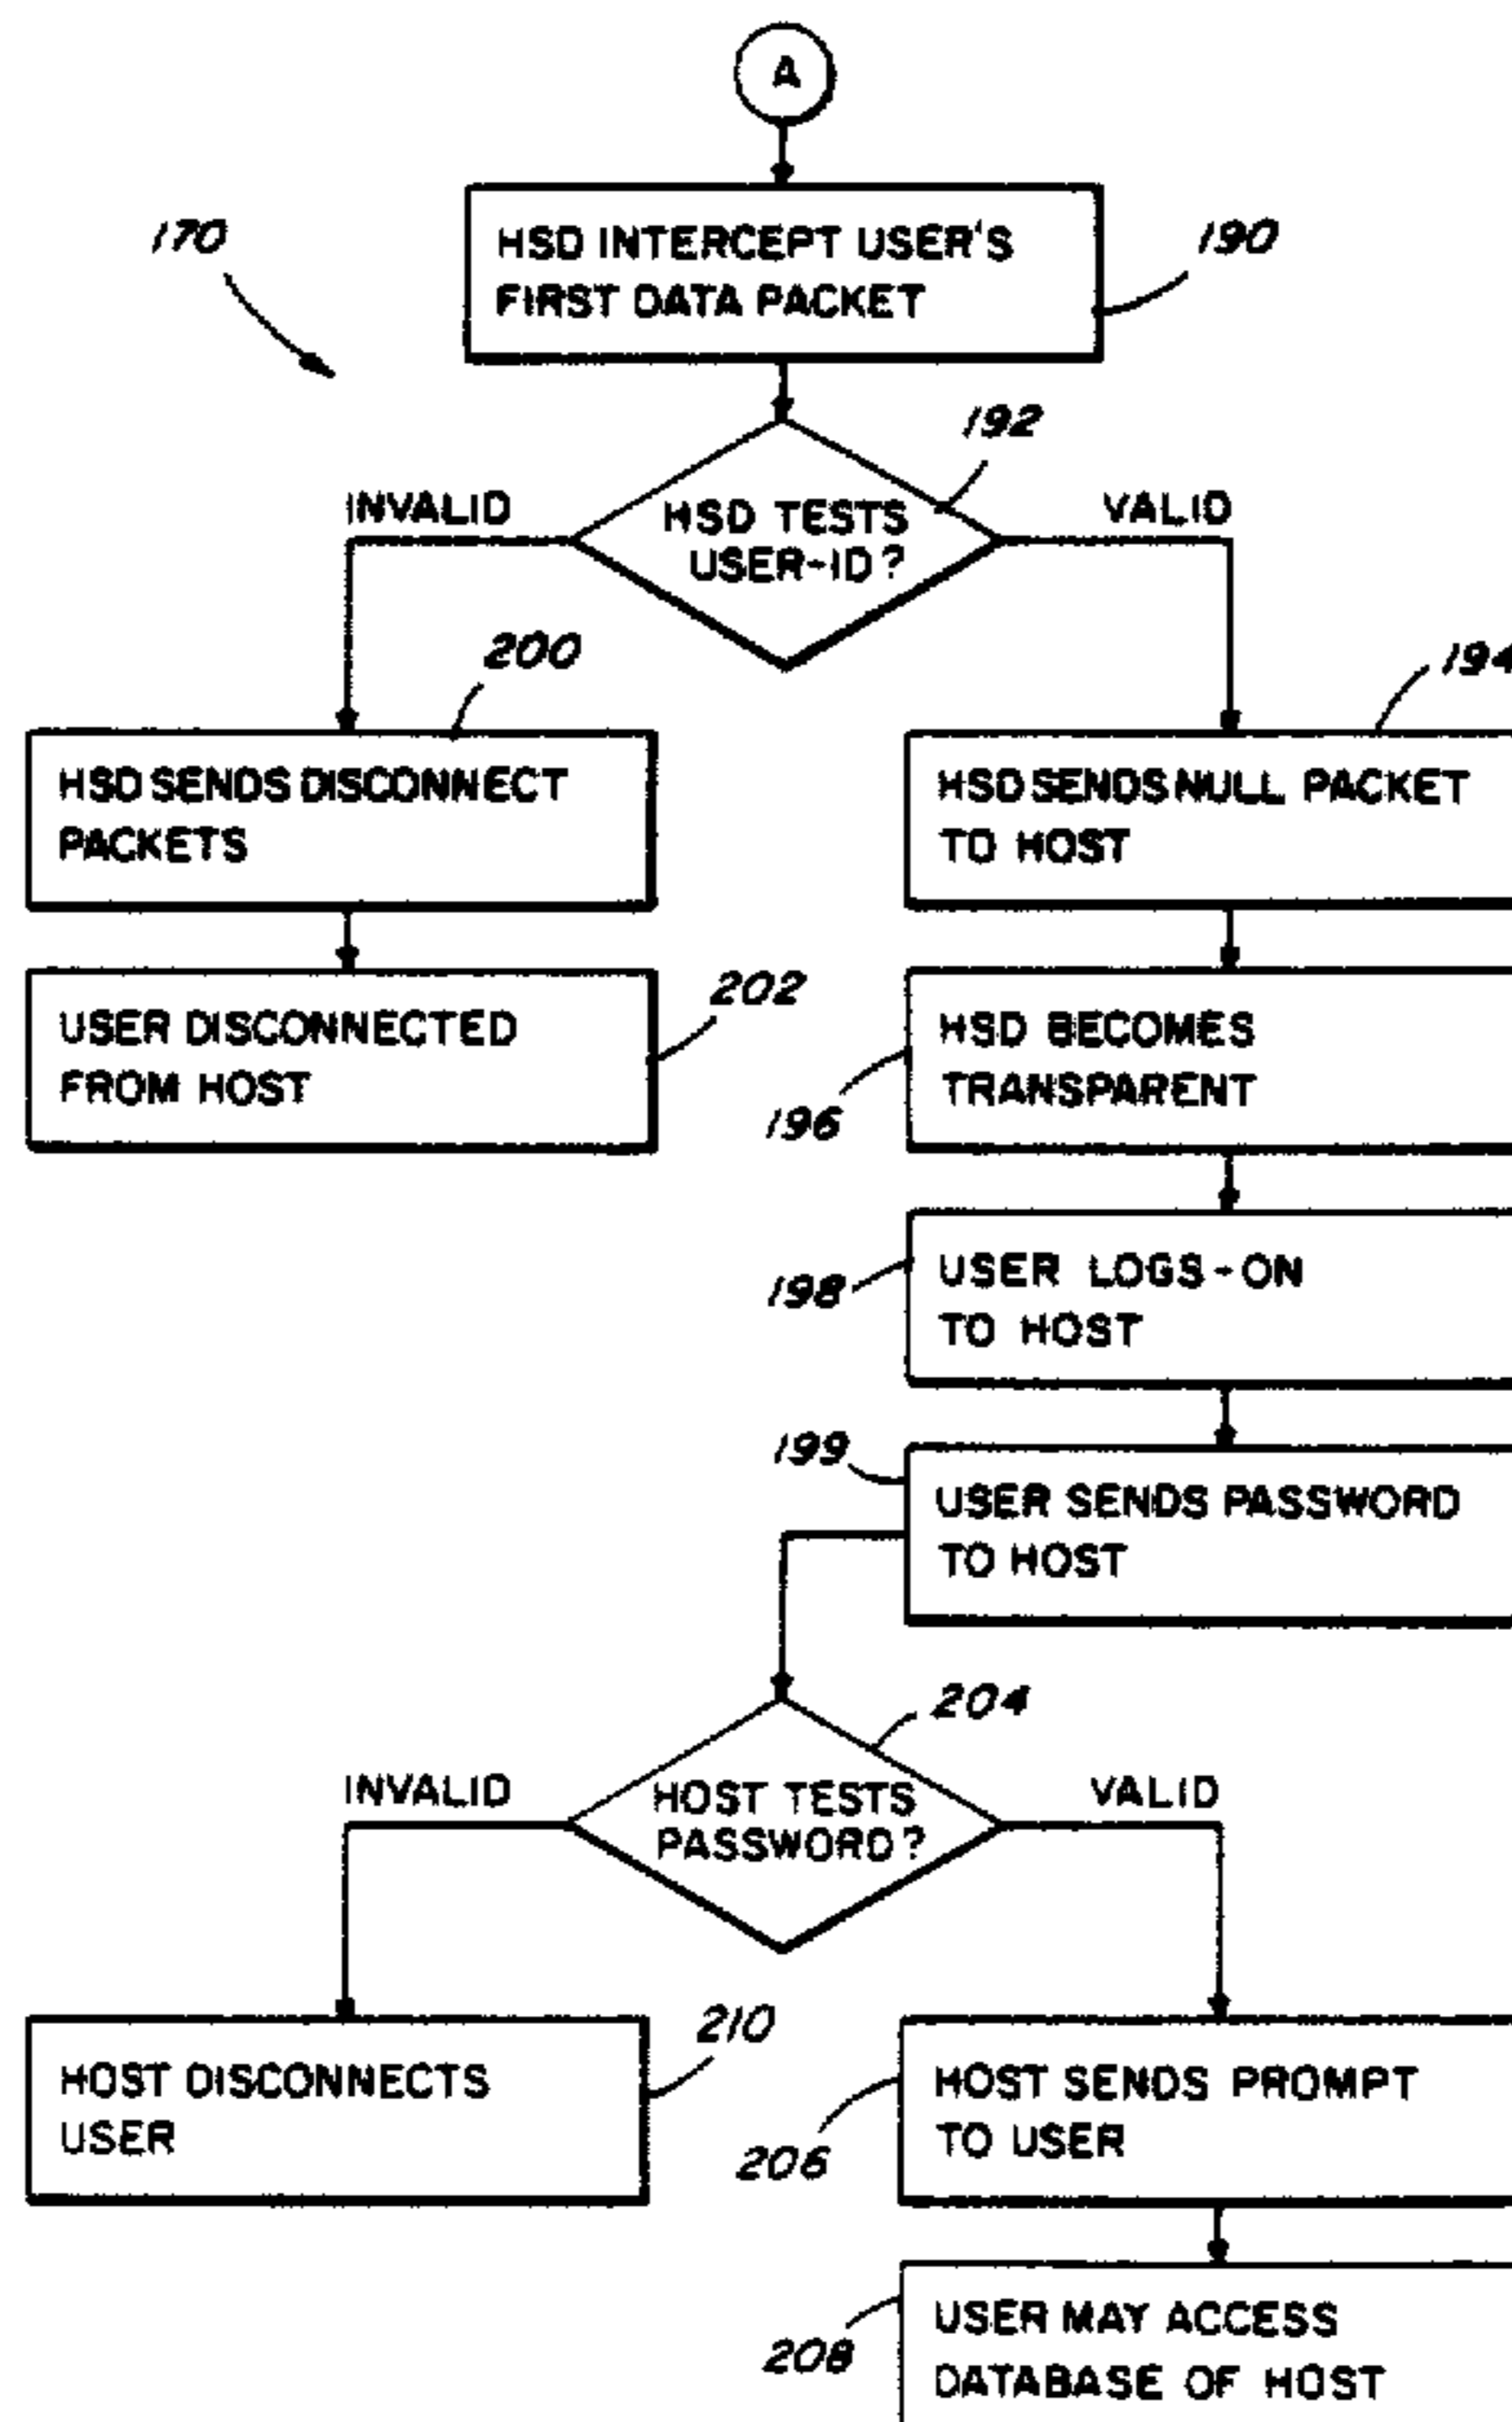 A
170
HSD INTERCEPT USER'S
FIRST DATA PACKET
190
192
INVALID
HSD TESTS
USER-ID?
VALID
200
194
HSD SENDS DISCONNECT
PACKETS
HSD SENDS NULL PACKET
TO HOST
USER DISCONNECTED
FROM HOST
202
HSD BECOMES
TRANSPARENT
196
USER LOGS-ON
TO HOST
198
199
USER SENDS PASSWORD
TO HOST
204
INVALID
HOST TESTS
PASSWORD?
VALID
HOST DISCONNECTS
USER
210
HOST SENDS PROMPT
TO USER
206
USER MAY ACCESS
DATABASE OF HOST
208